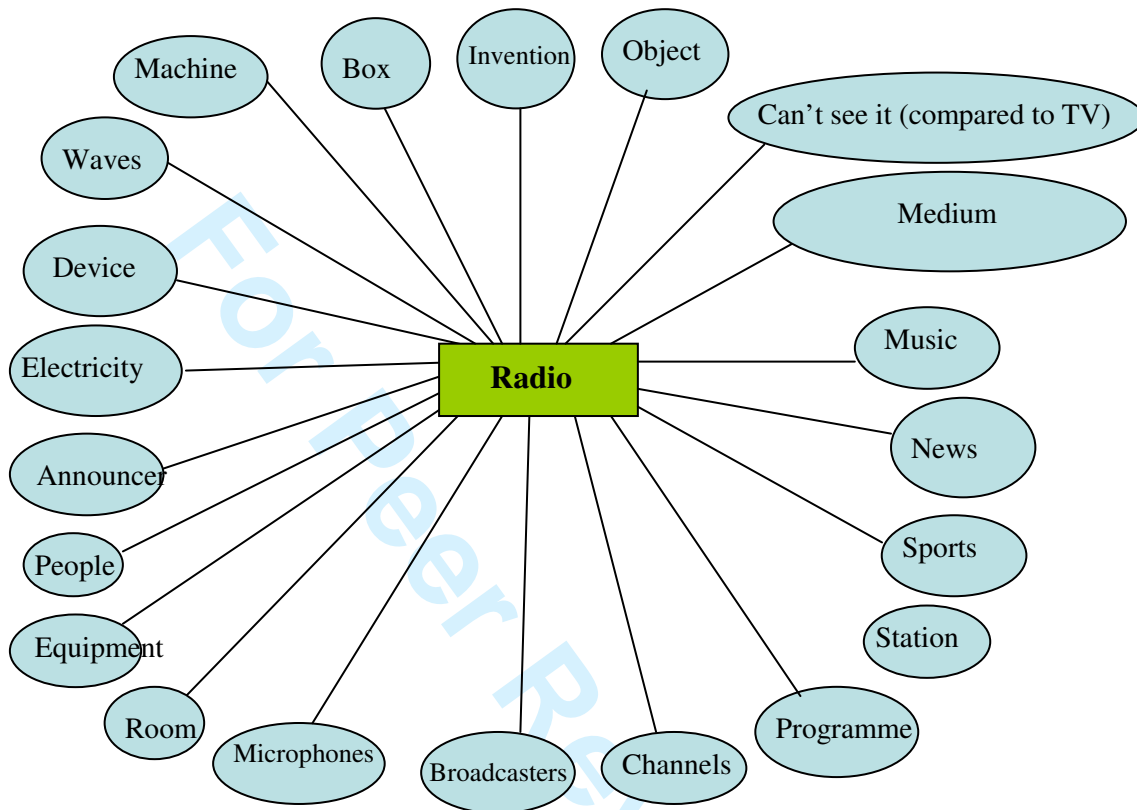 Machine
Box
Invention
Object
Can't see it (compared to TV)
Waves
Medium
Device
Music
Electricity
Radio
News
Announcer
Sports
People
Station
Equipment
Room
Microphones
Broadcasters
Channels
Programme
For Peer Re